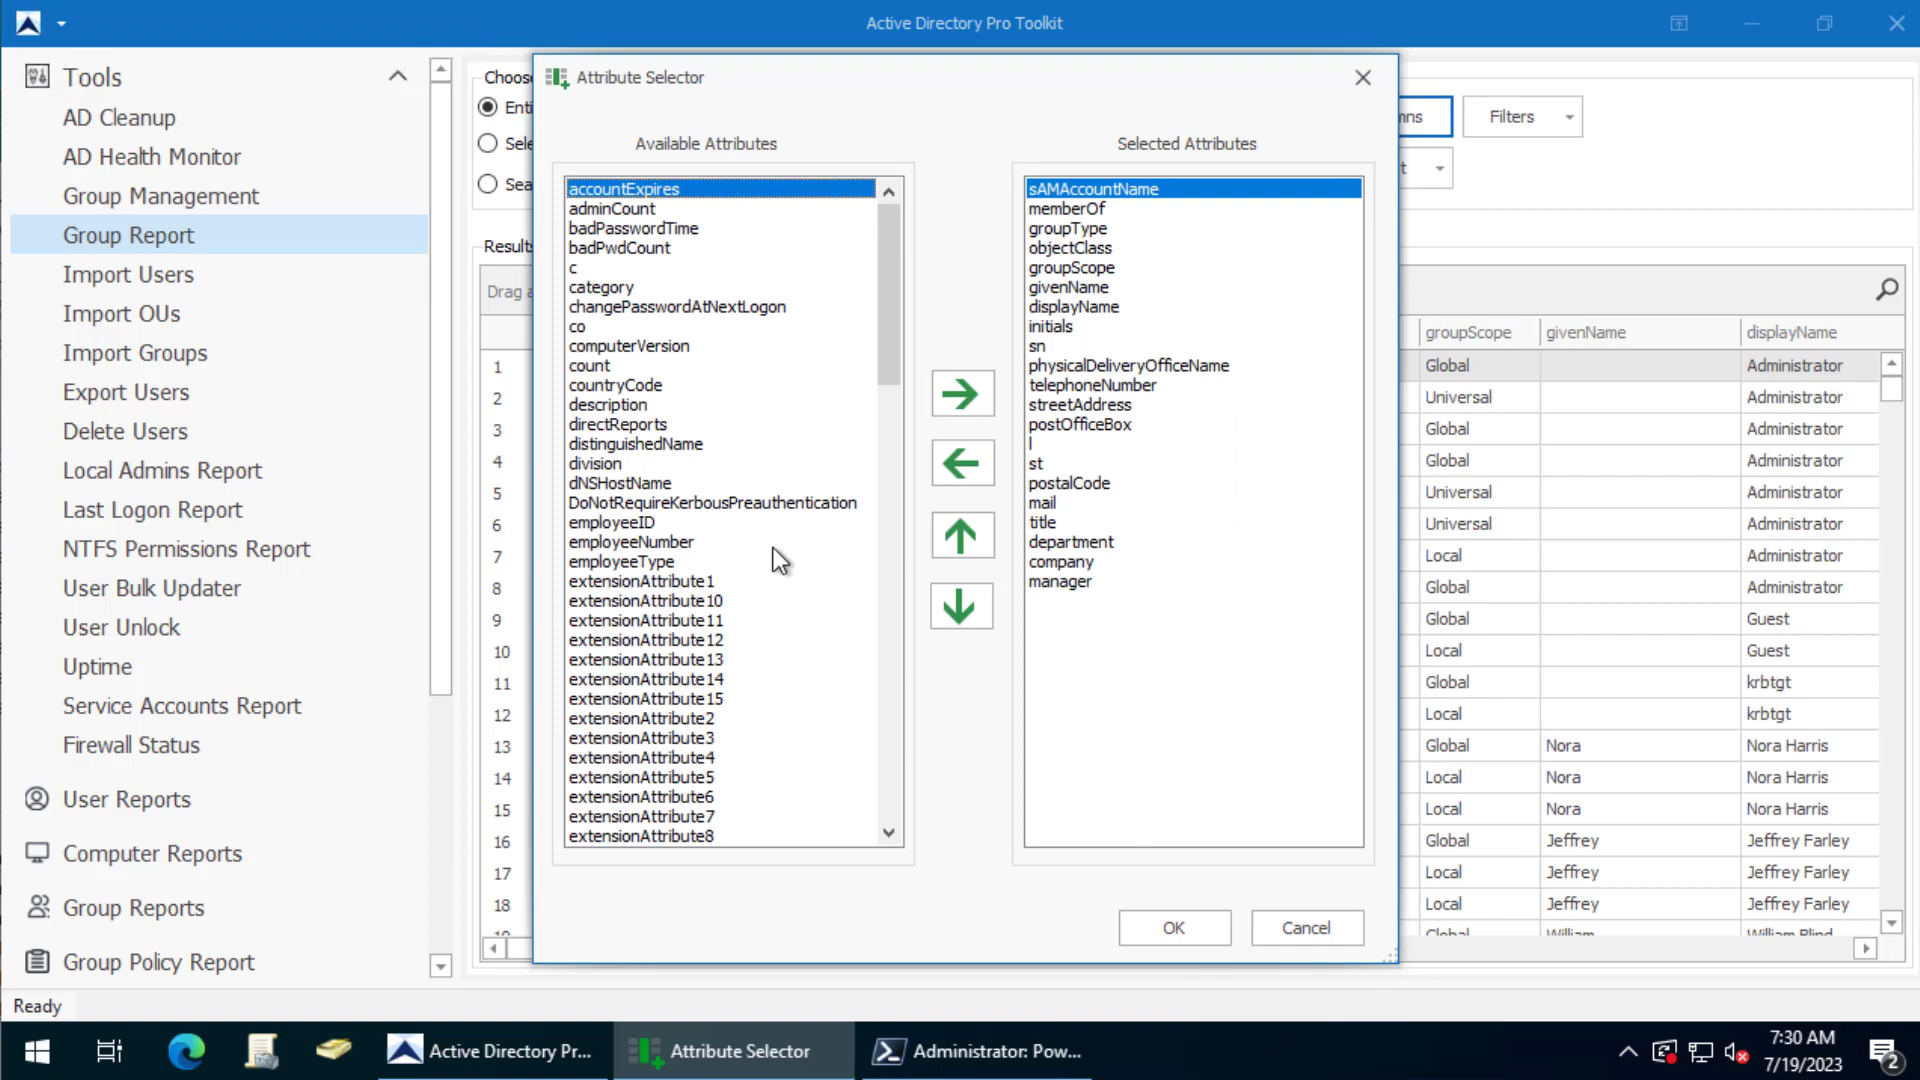 Active Directory Pro Toolkit
Tools
AD Cleanup
AD Health Monitor
Group Management
Group Report
Import Users
Import OUs
Import Groups
Export Users
Delete Users
Local Admins Report
Last Logon Report
NTFS Permissions Report
User Bulk Updater
User Unlock
Uptime
Service Accounts Report
Firewall Status
User Reports
Computer Reports
Group Reports
Group Policy Report
Attribute Selector
Available Attributes
accountExpires
adminCount
badPasswordTime
badPwdCount
c
category
changePasswordAtNextLogon
co
computerVersion
count
countryCode
description
directReports
distinguishedName
division
dNSHostName
DoNotRequireKerbousPreauthentication
employeeID
employeeNumber
employeeType
extensionAttribute1
extensionAttribute10
extensionAttribute11
extensionAttribute12
extensionAttribute13
extensionAttribute14
extensionAttribute15
extensionAttribute2
extensionAttribute3
extensionAttribute4
extensionAttribute5
extensionAttribute6
extensionAttribute7
extensionAttribute8
Selected Attributes
sAMAccountName
memberOf
groupType
objectClass
groupScope
givenName
displayName
initials
sn
physicalDeliveryOfficeName
telephoneNumber
streetAddress
postOfficeBox
l
st
postalCode
mail
title
department
company
manager
OK Cancel
Filters
Results
Drag
groupScope givenName displayName
1 Global Administrator
2 Universal Administrator
3 Global Administrator
4 Global Administrator
5 Universal Administrator
6 Universal Administrator
7 Local Administrator
8 Global Administrator
9 Global Guest
10 Local Guest
11 Global krbtgt
12 Local krbtgt
13 Global Nora Nora Harris
14 Local Nora Nora Harris
15 Local Nora Nora Harris
16 Global Jeffrey Jeffrey Farley
17 Local Jeffrey Jeffrey Farley
18 Local Jeffrey Jeffrey Farley
Ready
Active Directory Pr...
Attribute Selector
Administrator: Pow...
7:30 AM
7/19/2023
2